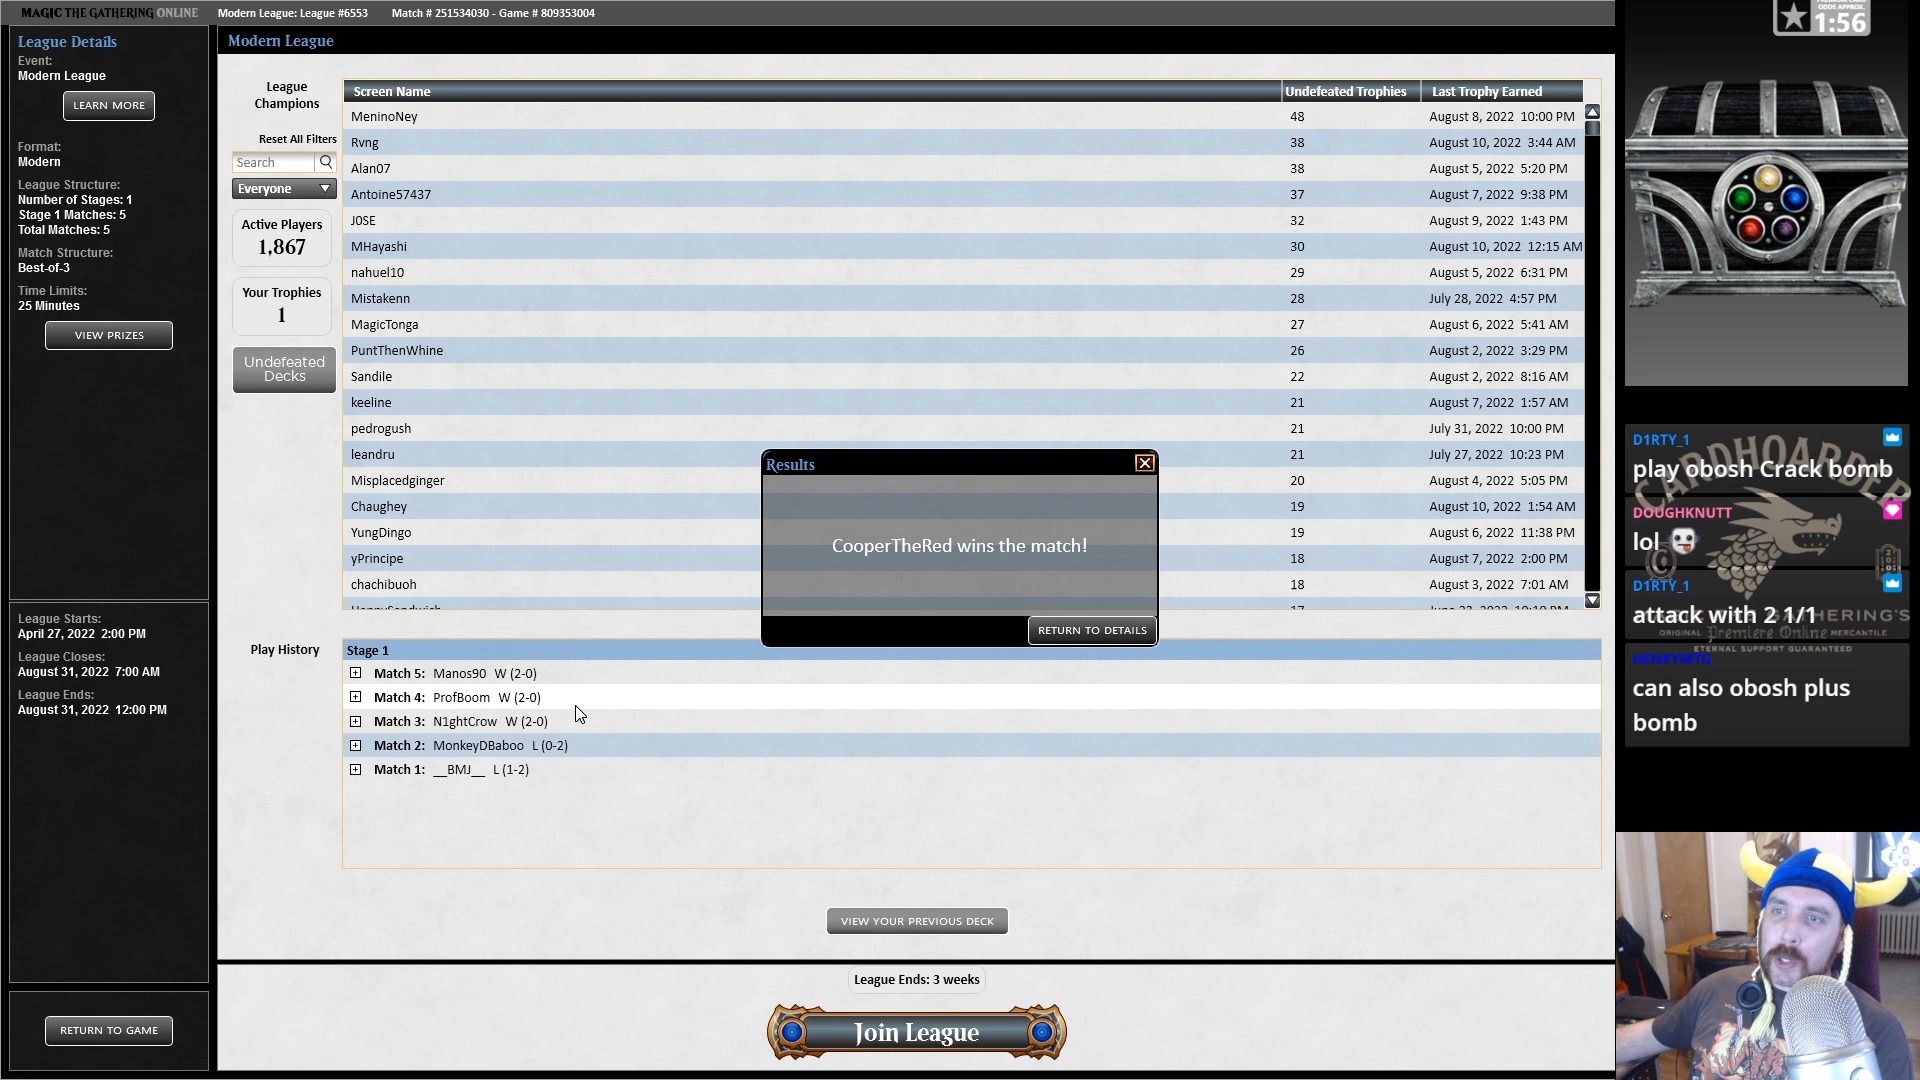 MAGIC THE GATHERING ONLINE
Modern League: League #6553
Match # 251534030 - Game # 809353004
League Details
Event:
Modern League
LEARN MORE
Format:
Modern
League Structure:
Number of Stages: 1
Stage 1 Matches: 5
Total Matches: 5
Match Structure:
Best-of-3
Time Limits:
25 Minutes
VIEW PRIZES
League Starts:
April 27, 2022 2:00 PM
League Closes:
August 31, 2022 7:00 AM
League Ends:
August 31, 2022 12:00 PM
RETURN TO GAME
Modern League
League
Champions
Reset All Filters
Search
Everyone
Active Players
1,867
Your Trophies
1
Undefeated
Decks
Screen Name Undefeated Trophies Last Trophy Earned
MeninoNey 48 August 8, 2022 10:00 PM
Rvng 38 August 10, 2022 3:44 AM
Alan07 38 August 5, 2022 5:20 PM
Antoine57437 37 August 7, 2022 9:38 PM
J0SE 32 August 9, 2022 1:43 PM
MHayashi 30 August 10, 2022 12:15 AM
nahuel10 29 August 5, 2022 6:31 PM
Mistakenn 28 July 28, 2022 4:57 PM
MagicTonga 27 August 6, 2022 5:41 AM
PuntThenWhine 26 August 2, 2022 3:29 PM
Sandile 22 August 2, 2022 8:16 AM
keeline 21 August 7, 2022 1:57 AM
pedrogush 21 July 31, 2022 10:00 PM
leandru 21 July 27, 2022 10:23 PM
Misplacedginger 20 August 4, 2022 5:05 PM
Chaughey 19 August 10, 2022 1:54 AM
YungDingo 19 August 6, 2022 11:38 PM
yPrincipe 18 August 7, 2022 2:00 PM
chachibuoh 18 August 3, 2022 7:01 AM
Results
CooperTheRed wins the match!
RETURN TO DETAILS
Play History
Stage 1
Match 5: Manos90 W (2-0)
Match 4: ProfBoom W (2-0)
Match 3: N1ghtCrow W (2-0)
Match 2: MonkeyDBaboo L (0-2)
Match 1: __BMJ__ L (1-2)
VIEW YOUR PREVIOUS DECK
League Ends: 3 weeks
Join League
ODDS APPROX.
1:56
D1RTY_1
play obosh Crack bomb
CARDHOARDER
DOUGHKNUTT
lol
D1RTY_1
attack with 2 1/1
ORIGINAL Premiere Online MERCANTILE
ETERNAL SUPPORT GUARANTEED
HENKYMTG
can also obosh plus
bomb